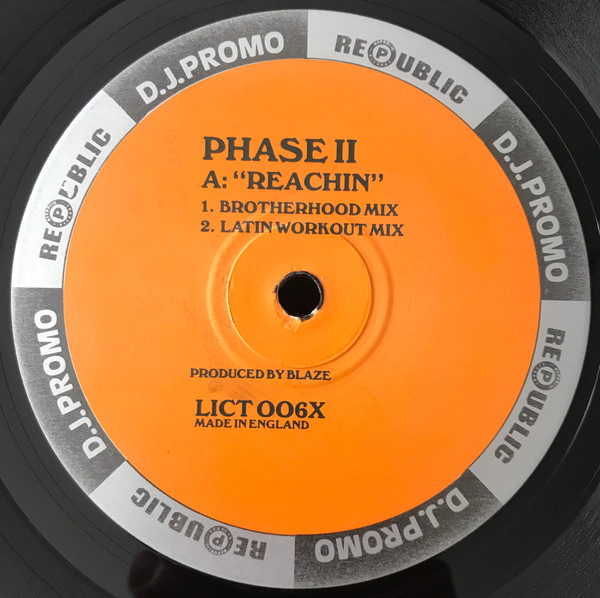 D.J.PROMO
REPUBLIC
D.J.PROMO
REPUBLIC
D.J.PROMO
REPUBLIC
D.J.PROMO
REPUBLIC
PHASE II
A: “REACHIN”
1. BROTHERHOOD MIX
2. LATIN WORKOUT MIX
PRODUCED BY BLAZE
LICT 006X
MADE IN ENGLAND